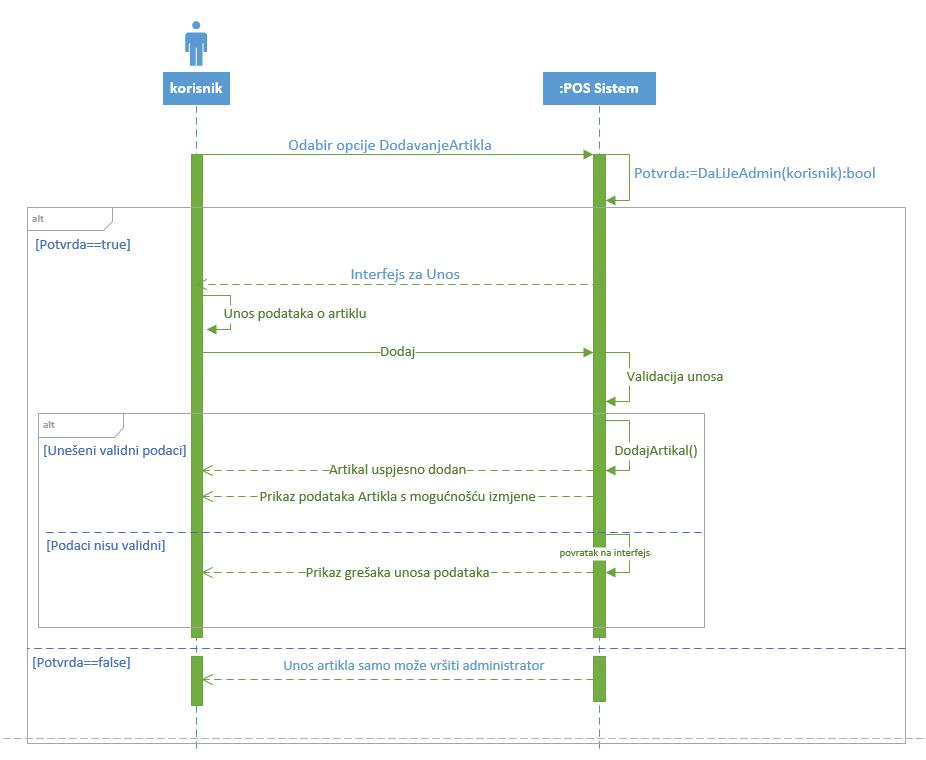 korisnik
:POS Sistem
Odabir opcije DodavanjeArtikla
Potvrda:=DaLiJeAdmin(korisnik):bool
alt
[Potvrda==true]
Interfejs za Unos
Unos podataka o artiklu
Dodaj
Validacija unosa
alt
[Unešeni validni podaci]
DodajArtikal()
Artikal uspjesno dodan
Prikaz podataka Artikla s mogućnošću izmjene
[Podaci nisu validni]
povratak na interfejs
Prikaz grešaka unosa podataka
[Potvrda==false]
Unos artikla samo može vršiti administrator